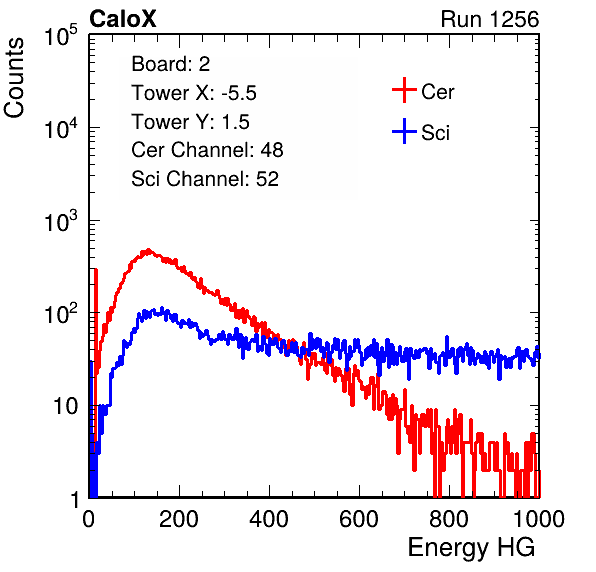 CaloX Run 1256
Counts
10^5
10^4
10^3
10^2
10
1
Board: 2
Tower X: -5.5
Tower Y: 1.5
Cer Channel: 48
Sci Channel: 52
Cer
Sci
0 200 400 600 800 1000
Energy HG